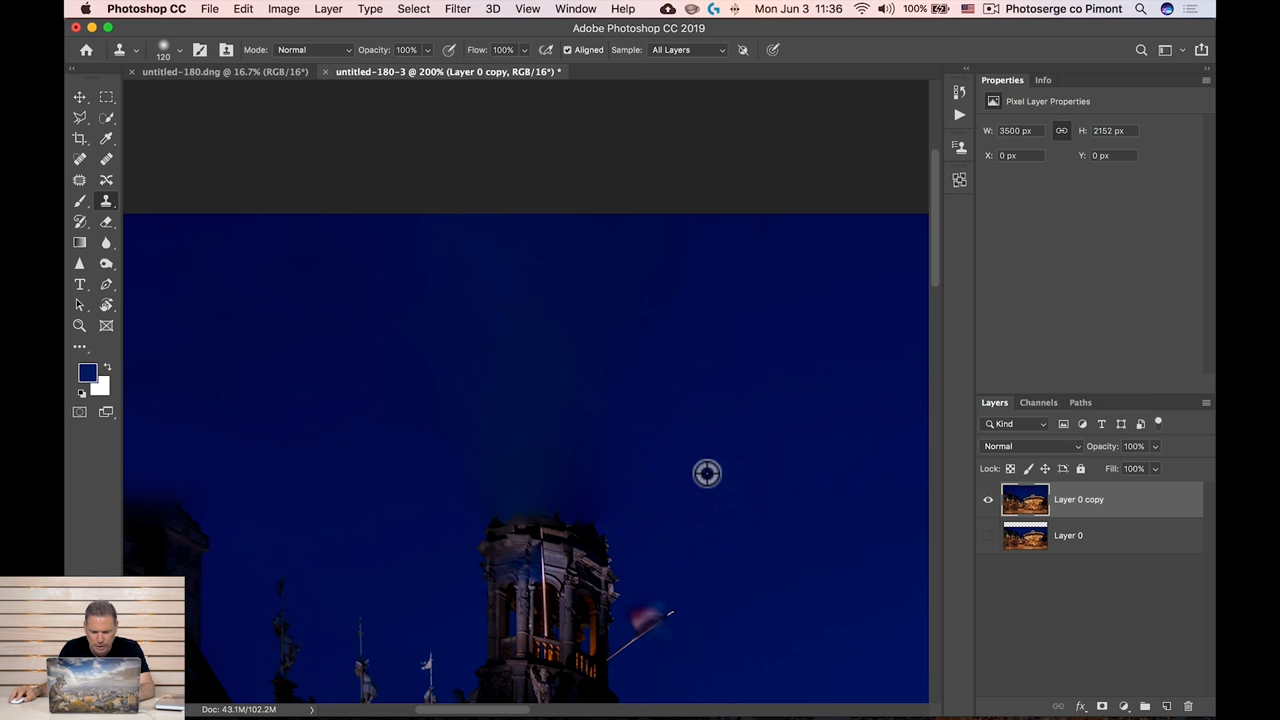 Photoshop CC File Edit Image Layer Type Select Filter 3D View Window Help 100% Mon Jun 3 11:36 Photoserge co Pimont
Adobe Photoshop CC 2019
120 Mode: Normal Opacity: 100% Flow: 100% Aligned Sample: All Layers
untitled-180.dng @ 16.7% (RGB/16*) untitled-180-3 @ 200% (Layer 0 copy, RGB/16*) *
Properties Info
Pixel Layer Properties
W: 3500 px H: 2152 px
X: 0 px Y: 0 px
Layers Channels Paths
Kind
Normal Opacity: 100%
Lock: Fill: 100%
Layer 0 copy
Layer 0
Doc: 43.1M/102.2M